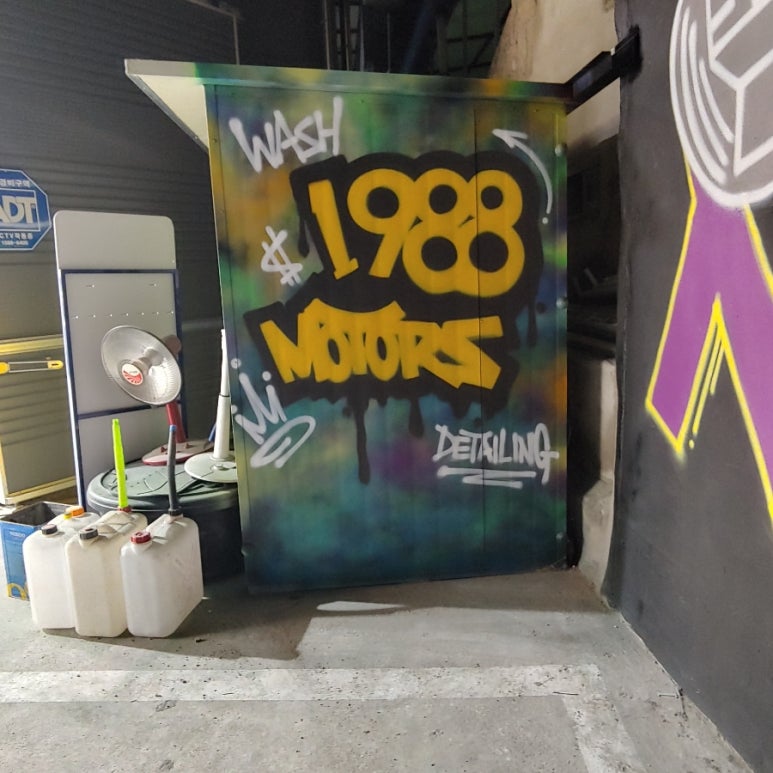 WASH
$
1988
MOTORS
DETAILING
ADT